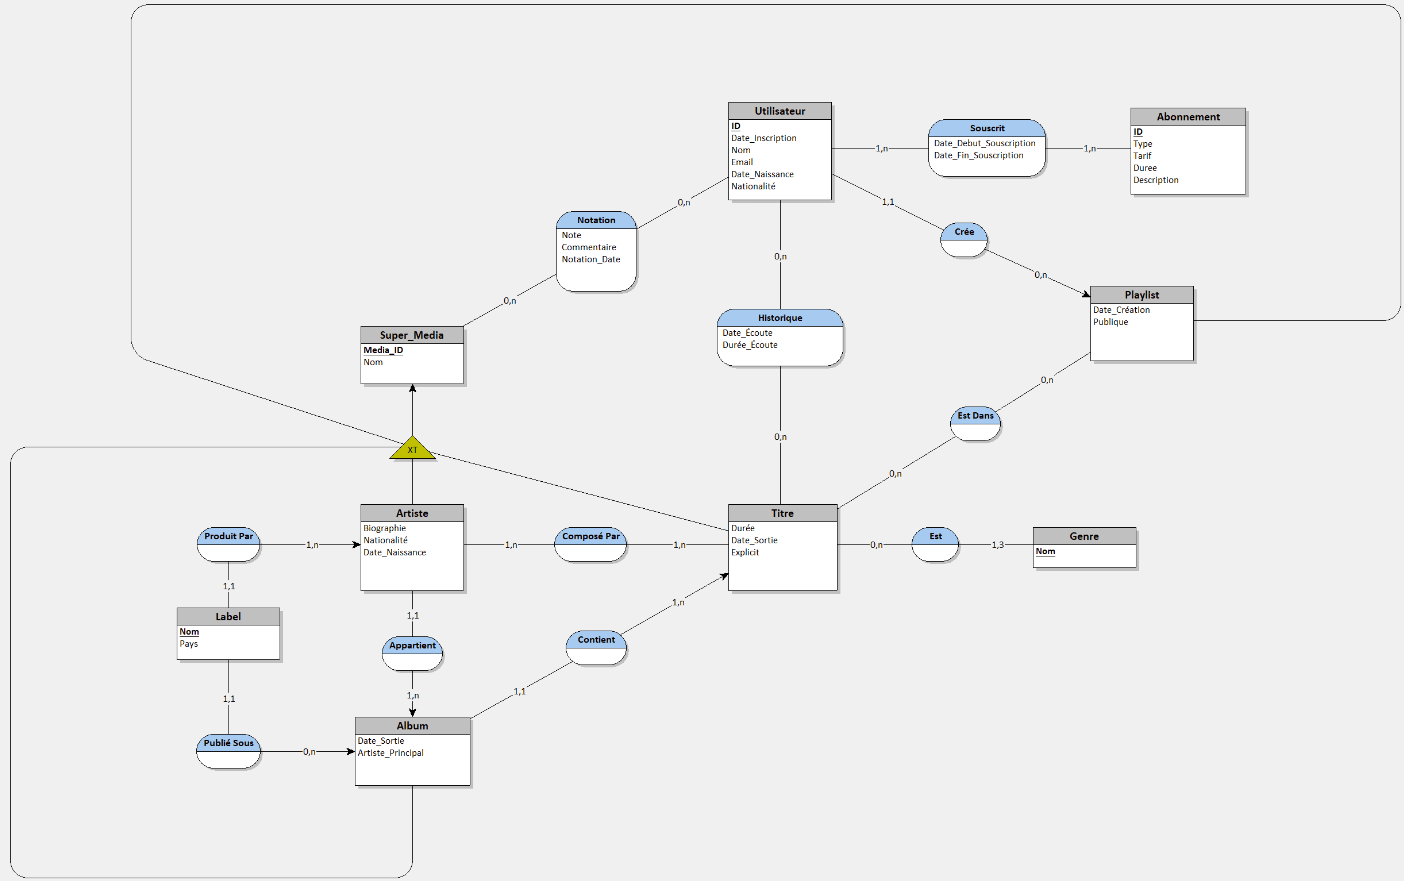 Utilisateur
ID
Date_Inscription
Nom
Email
Date_Naissance
Nationalité
1,n
Souscrit
Date_Debut_Souscription
Date_Fin_Souscription
1,n
Abonnement
ID
Type
Tarif
Duree
Description
0,n
Notation
Note
Commentaire
Notation_Date
0,n
1,1
Crée
0,n
Playlist
Date_Création
Publique
0,n
Historique
Date_Écoute
Durée_Écoute
0,n
Super_Media
Media_ID
Nom
XT
0,n
Est Dans
0,n
Artiste
Biographie
Nationalité
Date_Naissance
Produit Par
1,n
1,n
Composé Par
1,n
Titre
Durée
Date_Sortie
Explicit
0,n
Est
1,3
Genre
Nom
1,1
Label
Nom
Pays
1,1
Appartient
1,n
Contient
1,n
1,1
1,1
Publié Sous
0,n
Album
Date_Sortie
Artiste_Principal